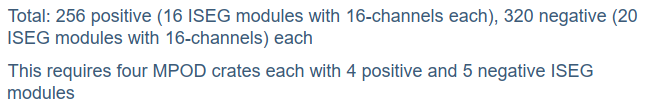 Total: 256 positive (16 ISEG modules with 16-channels each), 320 negative (20
ISEG modules with 16-channels) each
This requires four MPOD crates each with 4 positive and 5 negative ISEG
modules